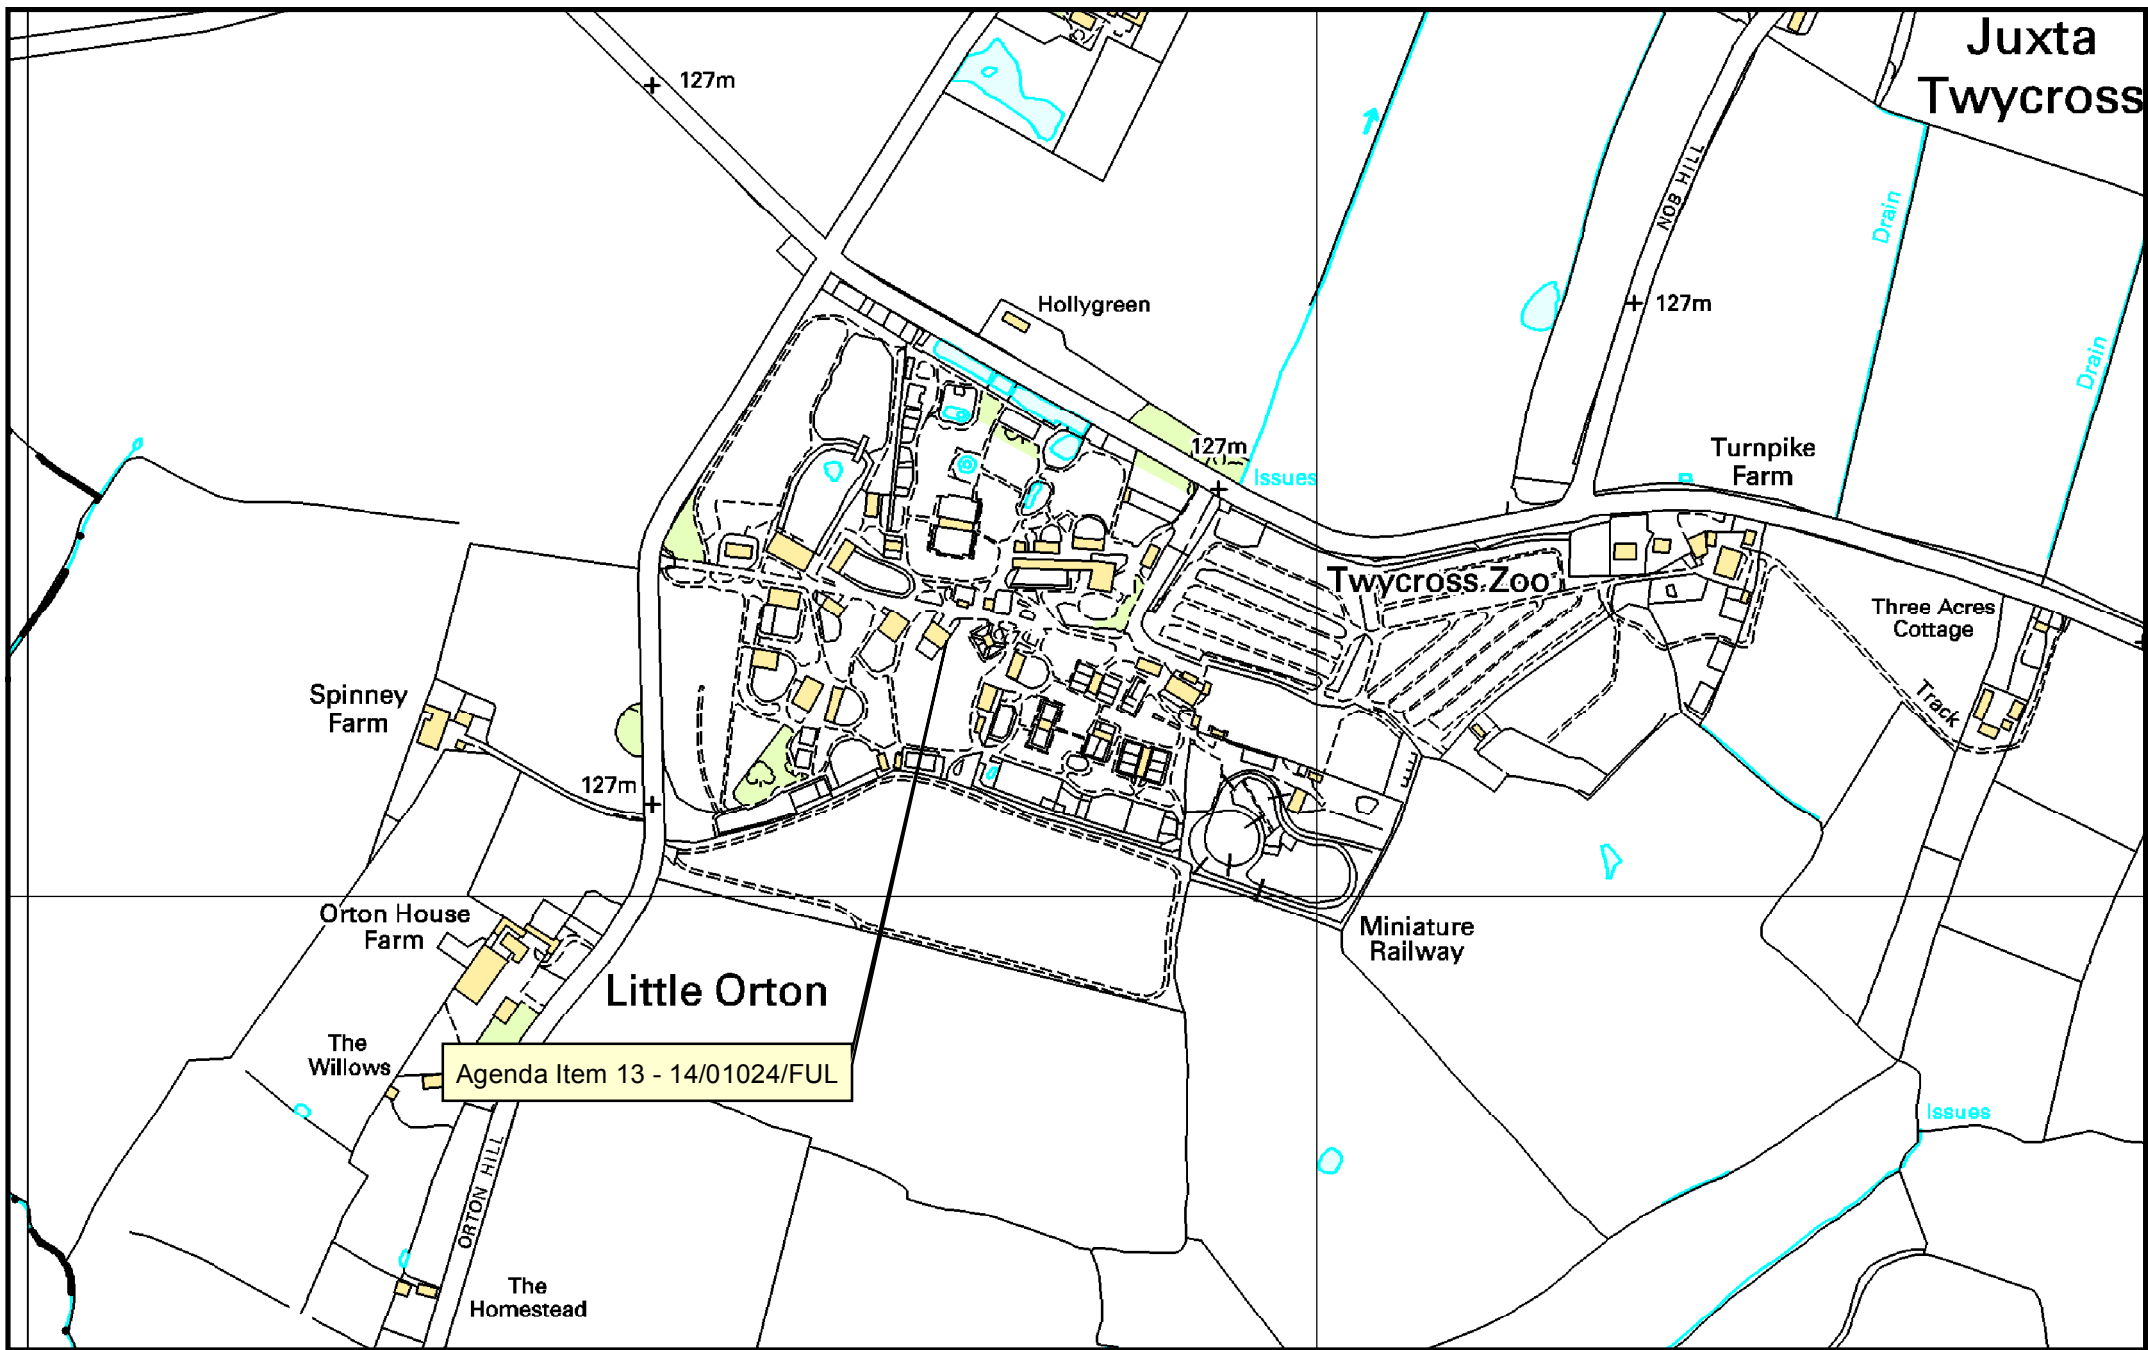 Juxta
Twycross
127m
NOB HILL
Drain
Hollygreen
127m
Drain
127m
Issues
Turnpike
Farm
Twycross Zoo
Three Acres
Cottage
Track
Spinney
Farm
127m
Orton House
Farm
Miniature
Railway
Little Orton
The
Willows
Agenda Item 13 - 14/01024/FUL
Issues
ORTON HILL
The
Homestead